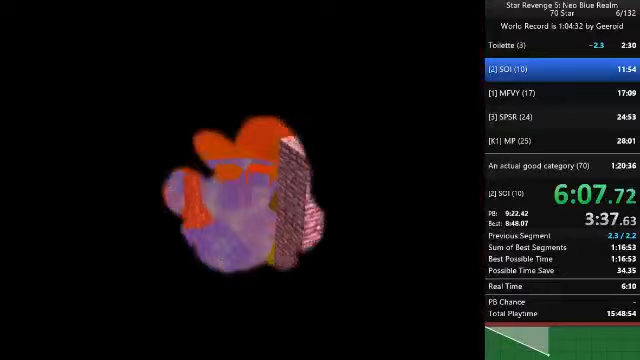 Star Revenge 5: Neo Blue Realm
70 Star 6/132
World Record is 1:04:32 by Geeroid
Toilette (3) -2.3 2:30
[2] SOI (10) 11:54
[1] MFVY (17) 17:09
[3] SPSR (24) 24:53
[K1] MP (25) 28:01
An actual good category (70) 1:20:36
[2] SOI (10) 6:07.72
PB: 9:22.42
Best: 8:48.07 3:37.63
Previous Segment 2.3 / 2.2
Sum of Best Segments 1:16:53
Best Possible Time 1:16:53
Possible Time Save 34.35
Real Time 6:10
PB Chance -
Total Playtime 15:48:54